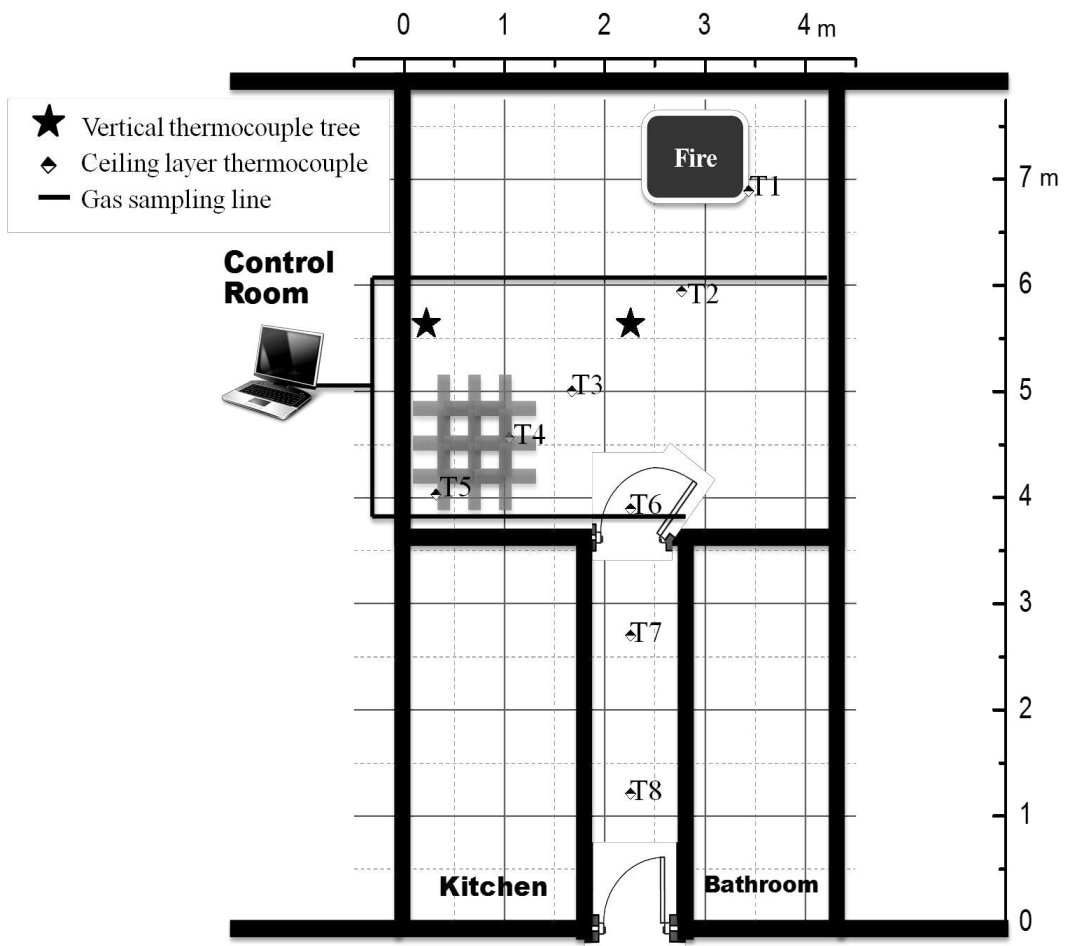 0 1 2 3 4 m
Vertical thermocouple tree
Ceiling layer thermocouple
Gas sampling line
Fire
T1
7 m
Control
Room
6
T2
T3
5
T4
T5
T6
4
3
T7
2
T8
1
Kitchen
Bathroom
0